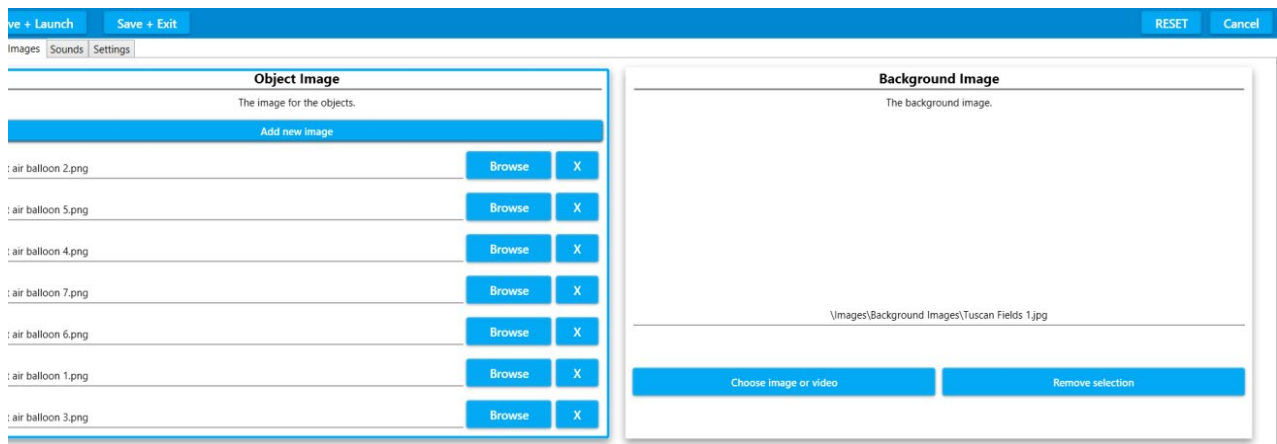 ve + Launch Save + Exit RESET Cancel
Images Sounds Settings
Object Image
The image for the objects.
Add new image
t air balloon 2.png Browse X
t air balloon 5.png Browse X
t air balloon 4.png Browse X
t air balloon 7.png Browse X
t air balloon 6.png Browse X
t air balloon 1.png Browse X
t air balloon 3.png Browse X
Background Image
The background image.
\Images\Background Images\Tuscan Fields 1.jpg
Choose image or video Remove selection